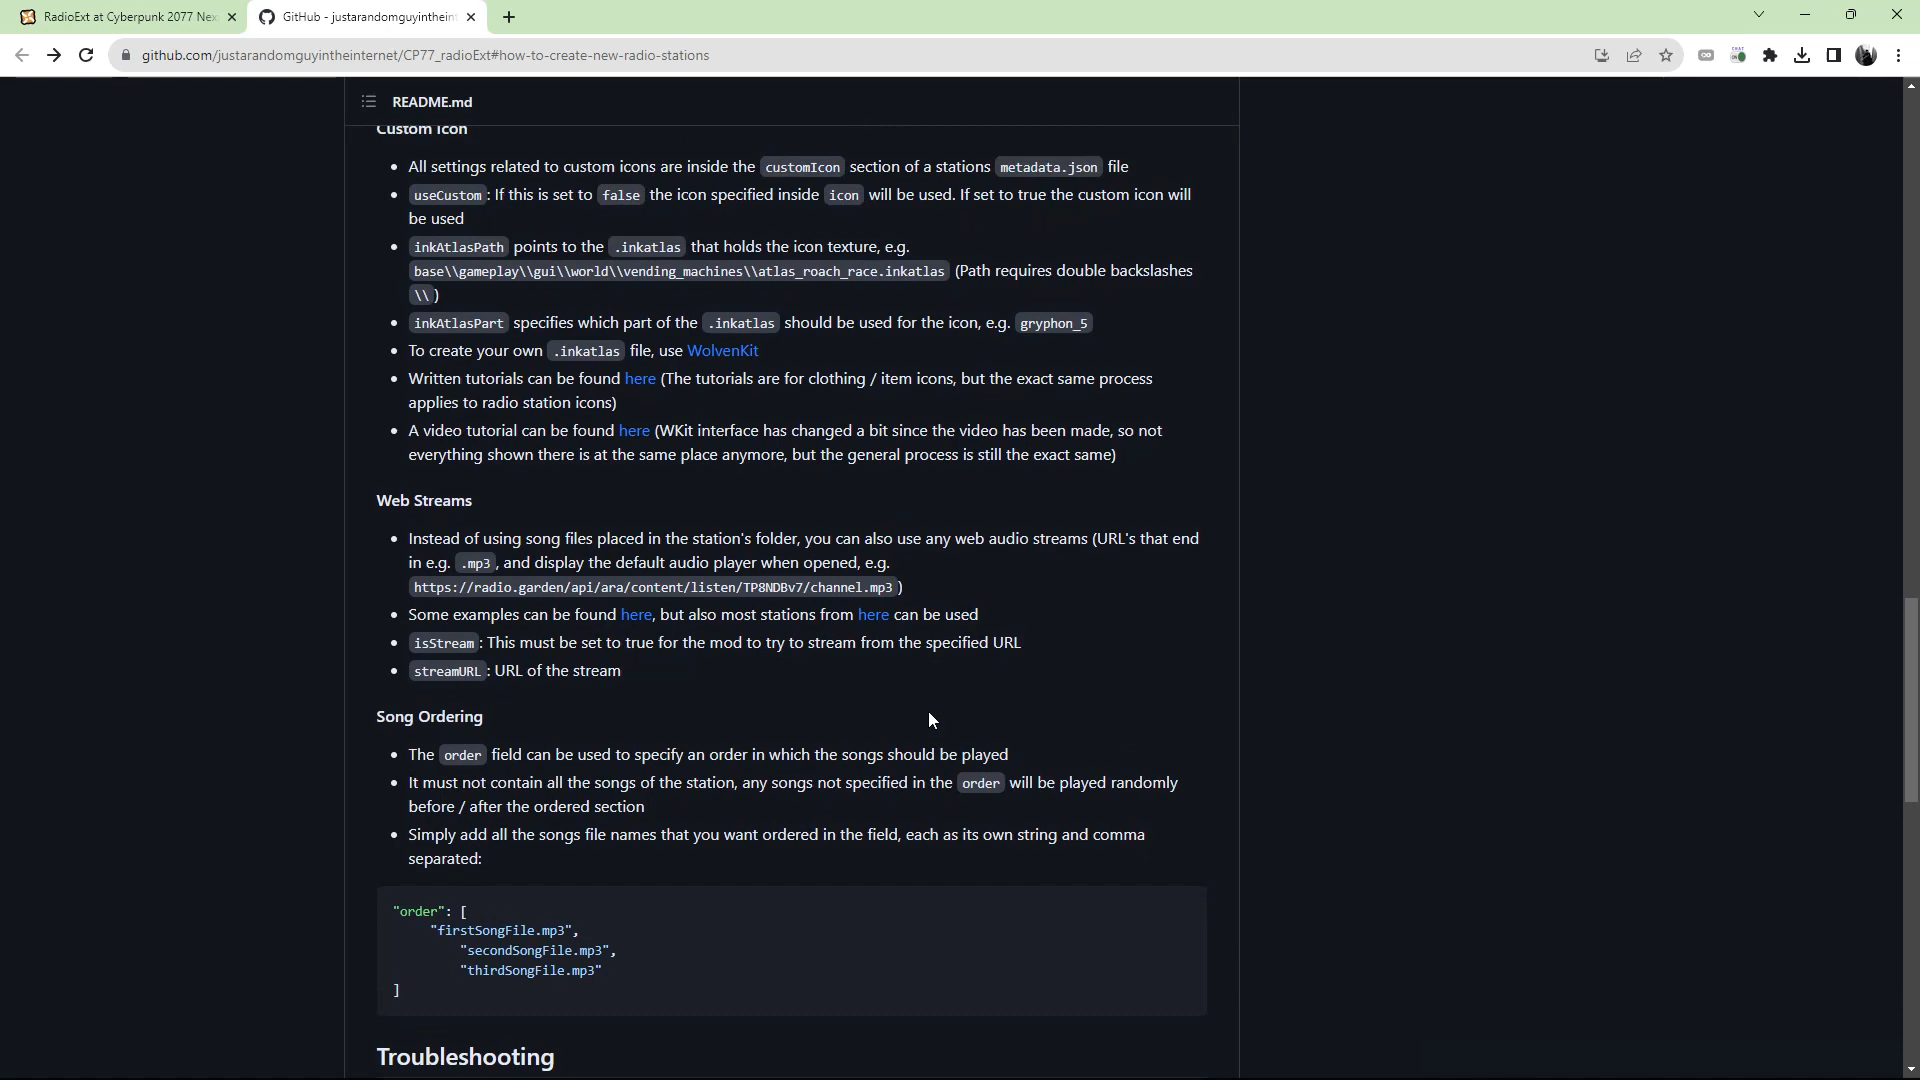 RadioExt at Cyberpunk 2077 Nex
GitHub - justarandomguyinthein
github.com/justarandomguyintheinternet/CP77_radioExt#how-to-create-new-radio-stations
README.md
Custom Icon
All settings related to custom icons are inside the customIcon section of a stations metadata.json file
useCustom : If this is set to false the icon specified inside icon will be used. If set to true the custom icon will
be used
inkAtlasPath points to the .inkatlas that holds the icon texture, e.g.
base\\gameplay\\gui\\world\\vending_machines\\atlas_roach_race.inkatlas (Path requires double backslashes
\\ )
inkAtlasPart specifies which part of the .inkatlas should be used for the icon, e.g. gryphon_5
To create your own .inkatlas file, use WolvenKit
Written tutorials can be found here (The tutorials are for clothing / item icons, but the exact same process
applies to radio station icons)
A video tutorial can be found here (WKit interface has changed a bit since the video has been made, so not
everything shown there is at the same place anymore, but the general process is still the exact same)
Web Streams
Instead of using song files placed in the station's folder, you can also use any web audio streams (URL's that end
in e.g. .mp3 , and display the default audio player when opened, e.g.
https://radio.garden/api/ara/content/listen/TP8NDBv7/channel.mp3 )
Some examples can be found here, but also most stations from here can be used
isStream : This must be set to true for the mod to try to stream from the specified URL
streamURL : URL of the stream
Song Ordering
The order field can be used to specify an order in which the songs should be played
It must not contain all the songs of the station, any songs not specified in the order will be played randomly
before / after the ordered section
Simply add all the songs file names that you want ordered in the field, each as its own string and comma
separated:
"order": [
"firstSongFile.mp3",
"secondSongFile.mp3",
"thirdSongFile.mp3"
]
Troubleshooting